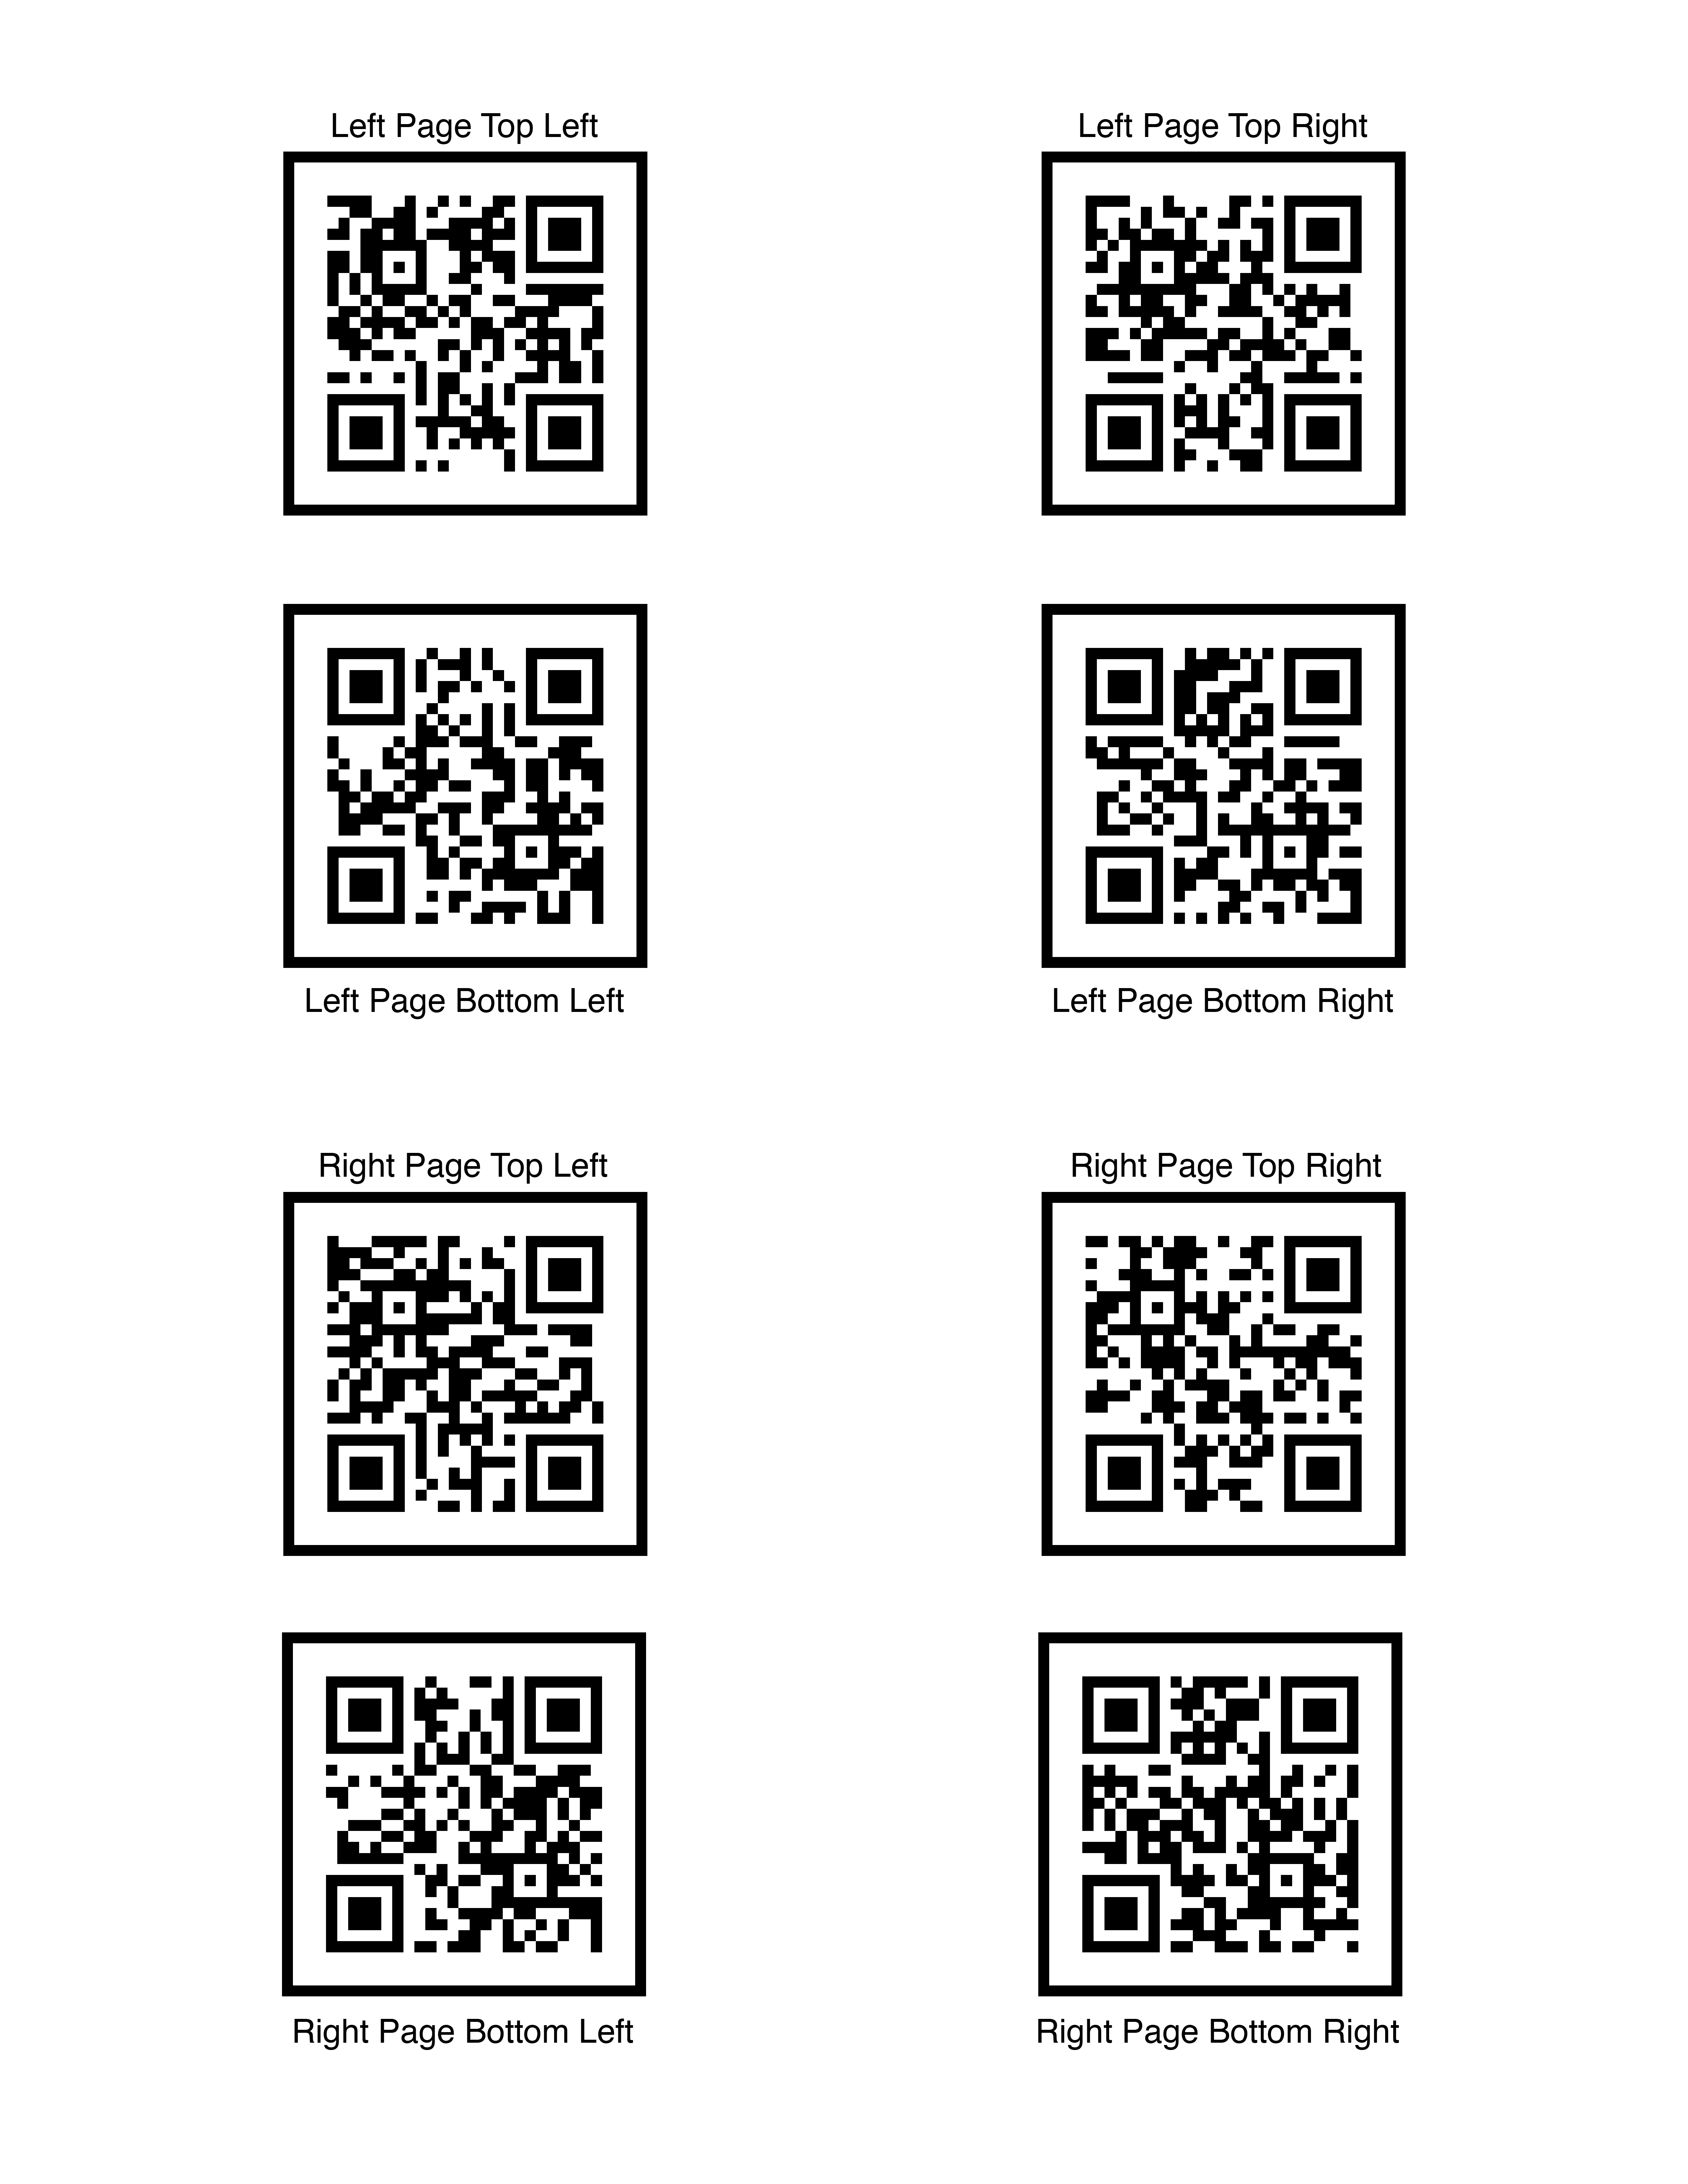 Left Page Top Left
Left Page Top Right
Left Page Bottom Left
Left Page Bottom Right
Right Page Top Left
Right Page Top Right
Right Page Bottom Left
Right Page Bottom Right